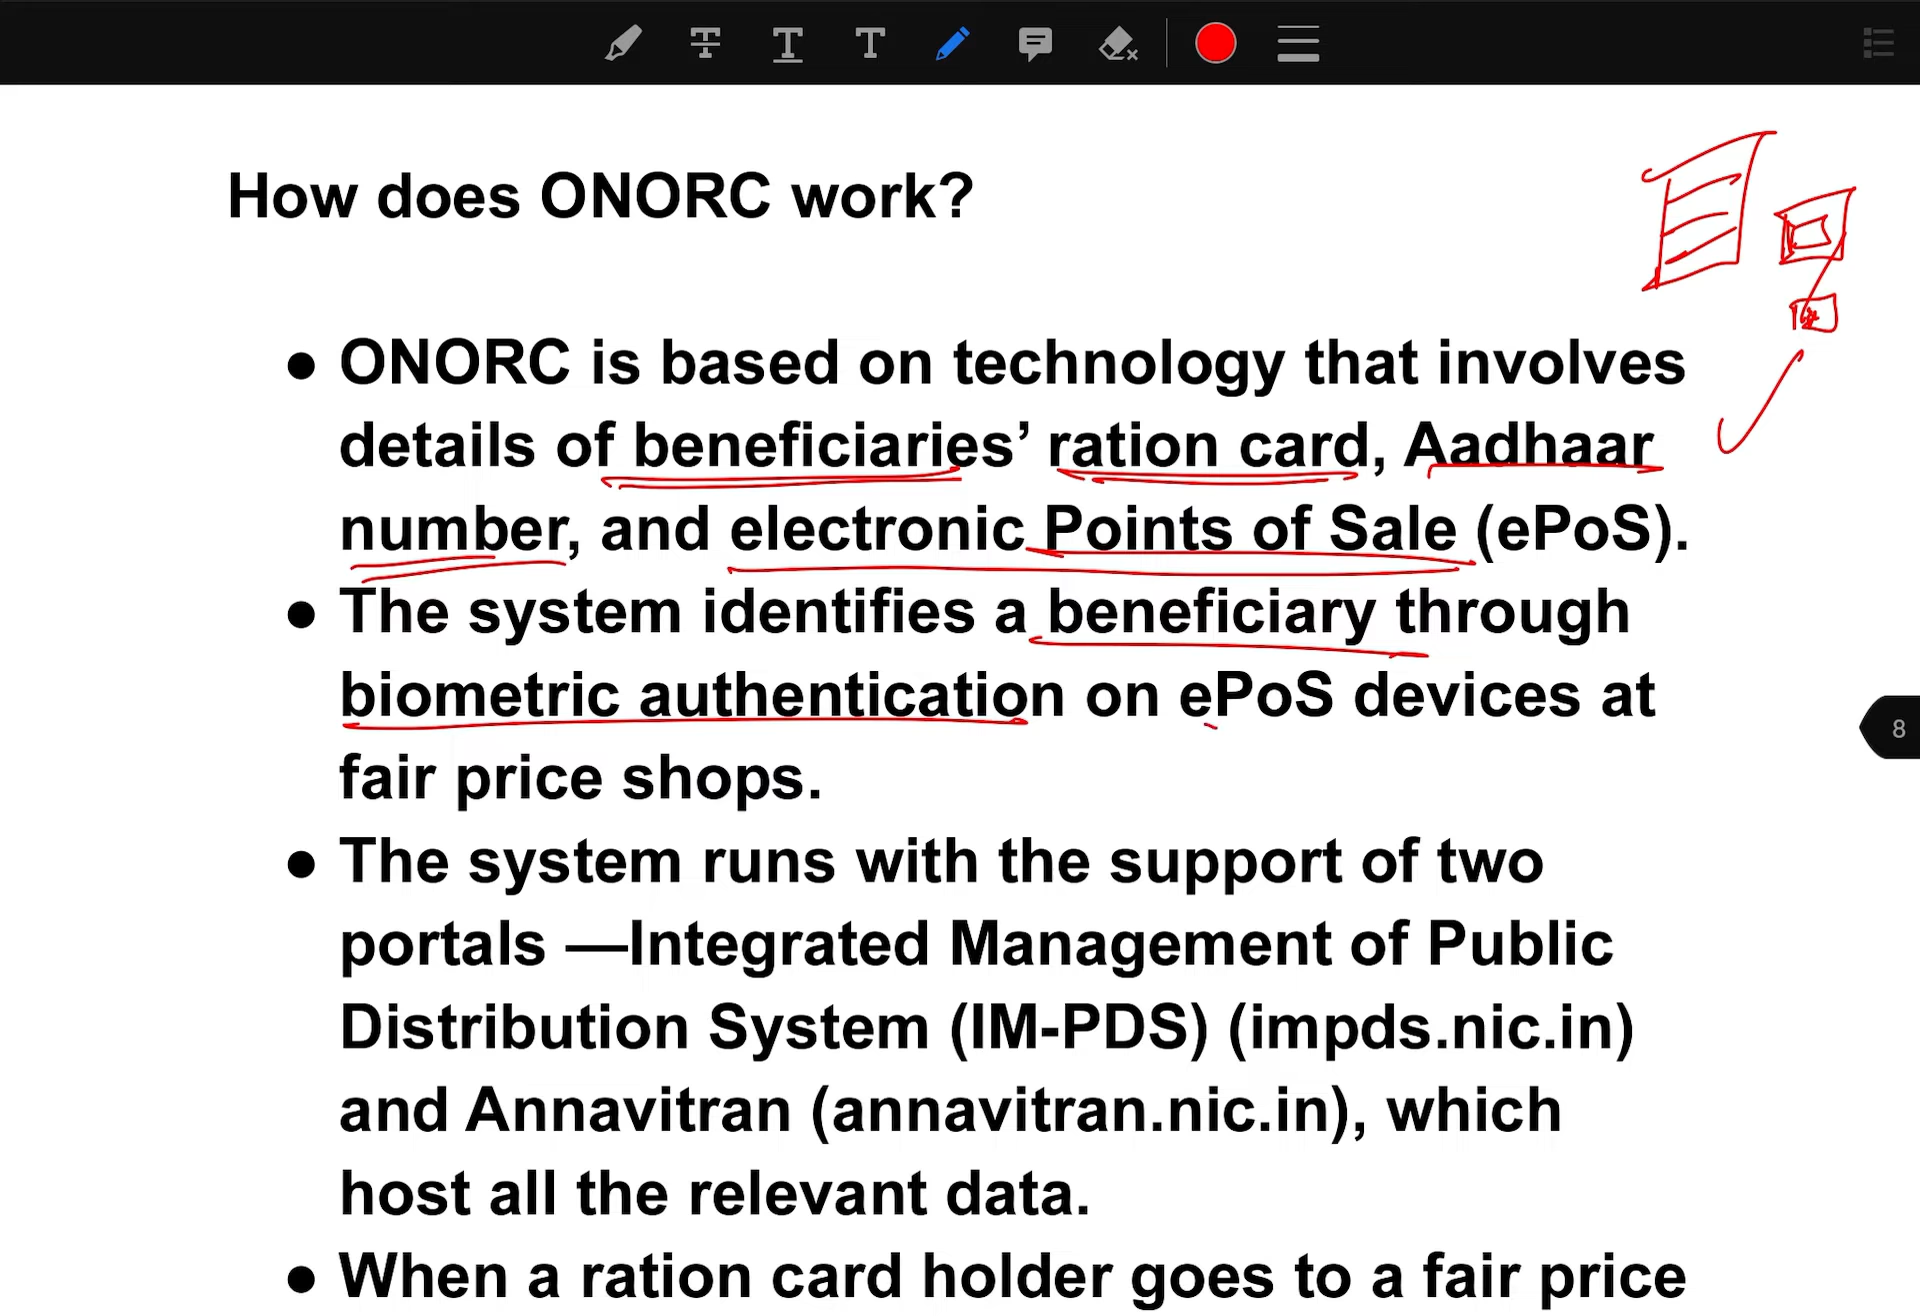 How does ONORC work?
● ONORC is based on technology that involves
details of beneficiaries’ ration card, Aadhaar
number, and electronic Points of Sale (ePoS).
● The system identifies a beneficiary through
biometric authentication on ePoS devices at
fair price shops.
● The system runs with the support of two
portals —Integrated Management of Public
Distribution System (IM-PDS) (impds.nic.in)
and Annavitran (annavitran.nic.in), which
host all the relevant data.
● When a ration card holder goes to a fair price
8